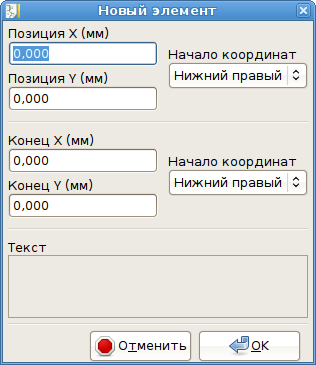 Новый элемент
Позиция X (мм)
0,000
Начало координат
Нижний правый
Позиция Y (мм)
0,000
Конец X (мм)
0,000
Начало координат
Нижний правый
Конец Y (мм)
0,000
Текст
Отменить
OK